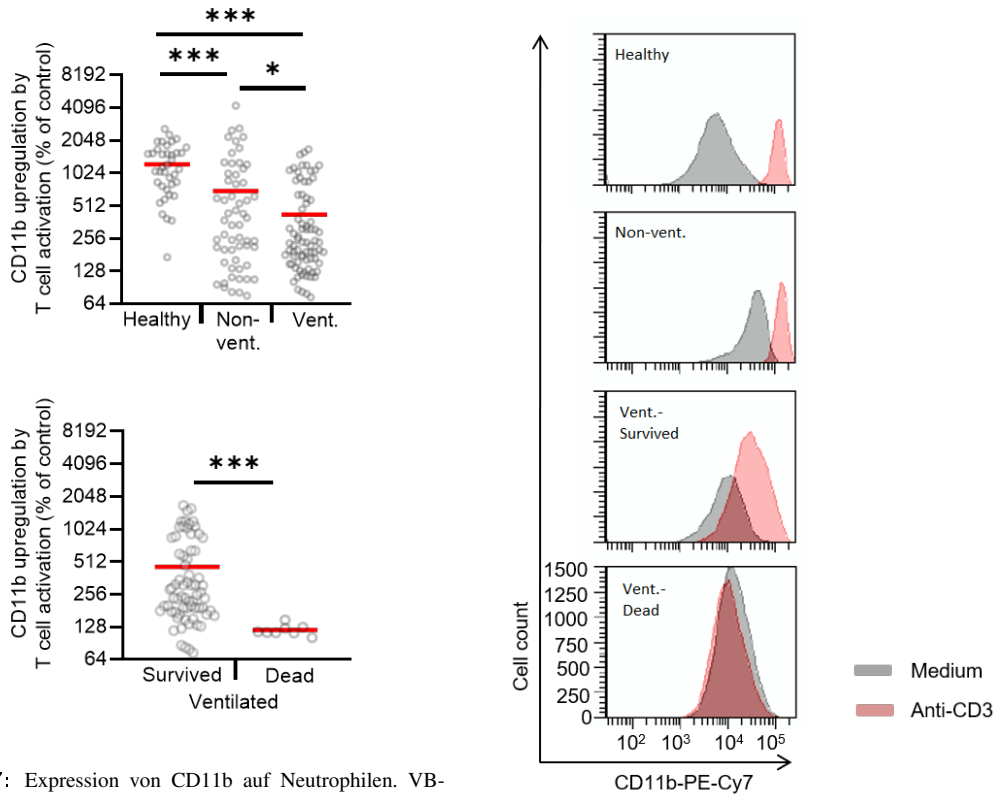 ***
***
*
CD11b upregulation by
T cell activation (% of control)
8192
4096
2048
1024
512
256
128
64
Healthy
Non-
vent.
Vent.
***
CD11b upregulation by
T cell activation (% of control)
8192
4096
2048
1024
512
256
128
64
Survived
Dead
Ventilated
: Expression von CD11b auf Neutrophilen. VB-
Healthy
Non-vent.
Vent.-
Survived
Vent.-
Dead
Cell count
1500
1250
1000
750
500
250
0
10² 10³ 10⁴ 10⁵
CD11b-PE-Cy7
Medium
Anti-CD3